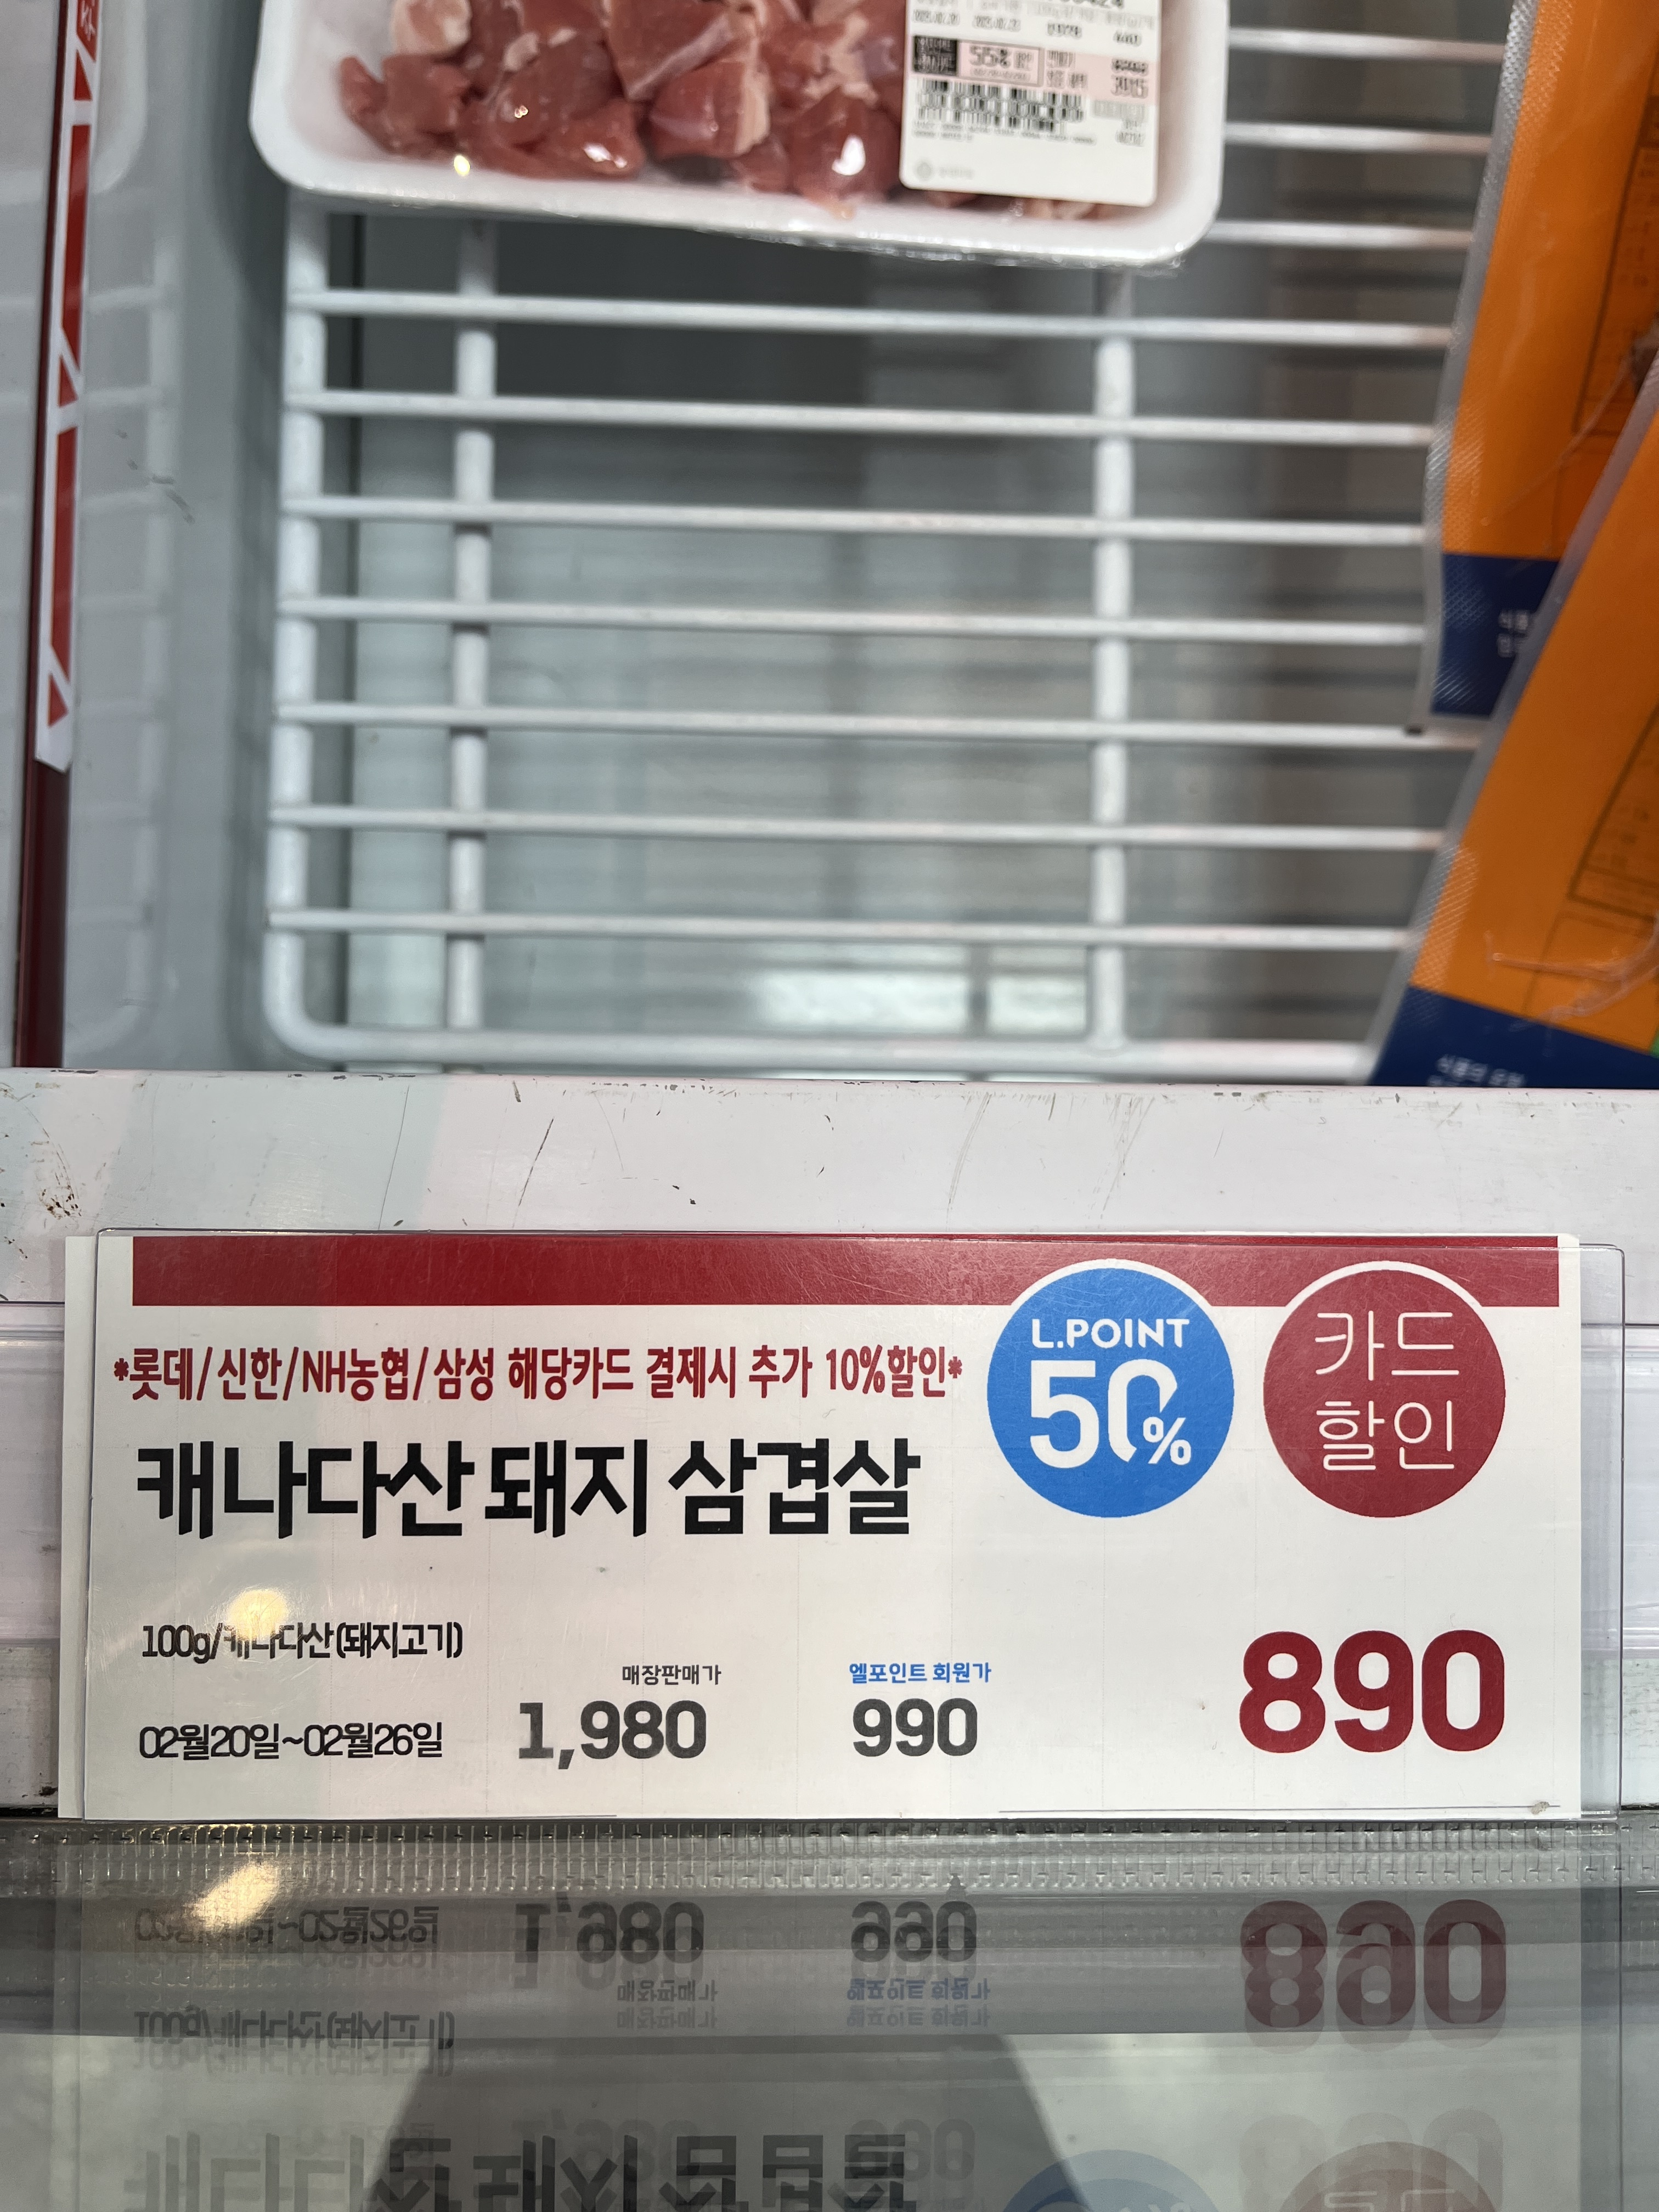 55%
*롯데/신한/NH농협/삼성 해당카드 결제시 추가 10%할인*
L.POINT
50%
카드
할인
캐나다산 돼지 삼겹살
100g/캐나다산(돼지고기)
매장판매가
엘포인트 회원가
02월20일~02월26일
1,980
990
890